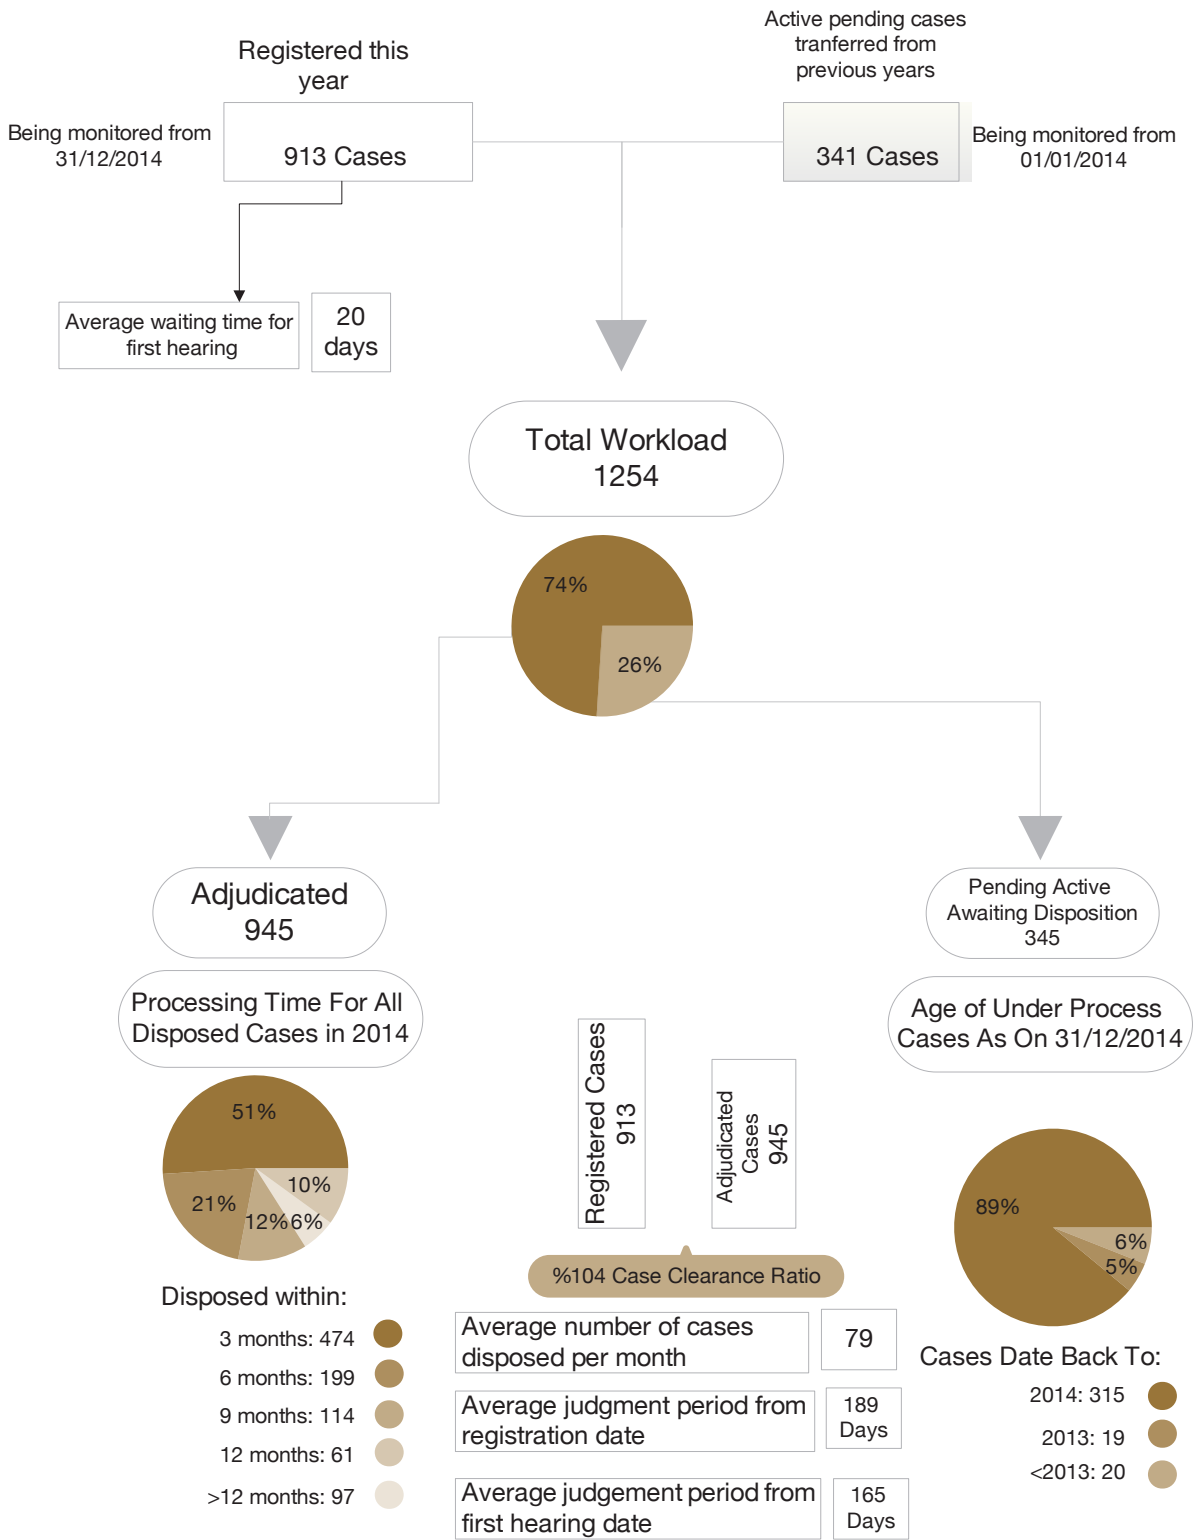 Registered this
year
Active pending cases
tranferred from
previous years
Being monitored from
31/12/2014
913 Cases
341 Cases
Being monitored from
01/01/2014
Average waiting time for
first hearing
20
days
Total Workload
1254
74%
26%
Adjudicated
945
Pending Active
Awaiting Disposition
345
Processing Time For All
Disposed Cases in 2014
Age of Under Process
Cases As On 31/12/2014
51%
21%
12%
6%
10%
Registered Cases
913
Adjudicated
Cases
945
89%
6%
5%
%104 Case Clearance Ratio
Disposed within:
3 months: 474
6 months: 199
9 months: 114
12 months: 61
>12 months: 97
Average number of cases
disposed per month
79
Average judgment period from
registration date
189
Days
Average judgement period from
first hearing date
165
Days
Cases Date Back To:
2014: 315
2013: 19
<2013: 20